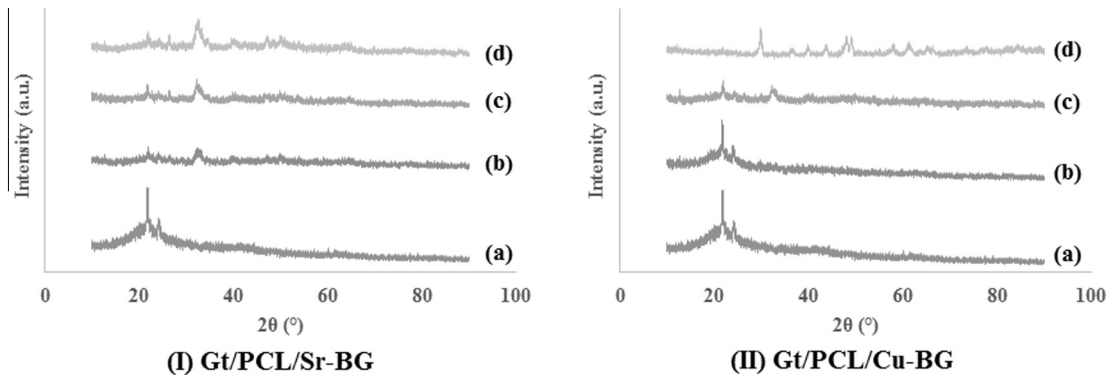 Intensity (a.u.)
(d)
(c)
(b)
(a)
0 20 40 60 80 100
2θ (°)
(I) Gt/PCL/Sr-BG
Intensity (a.u.)
(d)
(c)
(b)
(a)
0 20 40 60 80 100
2θ (°)
(II) Gt/PCL/Cu-BG